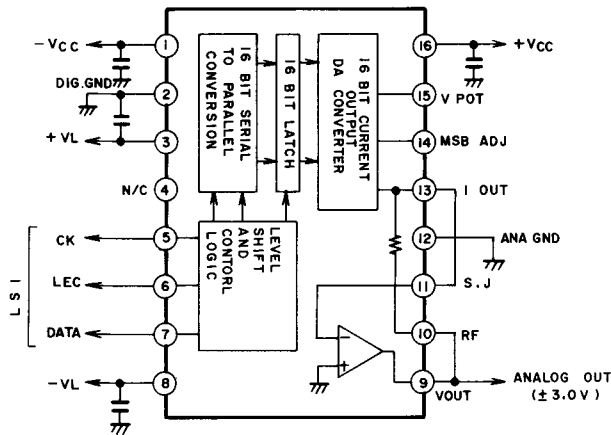 -VCC
1
DIG.GND
2
+VL
3
N/C
4
CK
5
LEC
6
DATA
7
LSI
-VL
8
16 BIT SERIAL
TO PARALLEL
CONVERSION
16 BIT LATCH
16 BIT CURRENT
OUTPUT
DA CONVERTER
LEVEL
SHIFT
AND
CONTORL
LOGIC
16
+VCC
15
V POT
14
MSB ADJ
13
I OUT
12
ANA GND
11
S.J
10
RF
9
VOUT
ANALOG OUT
(±3.0V)
-
+